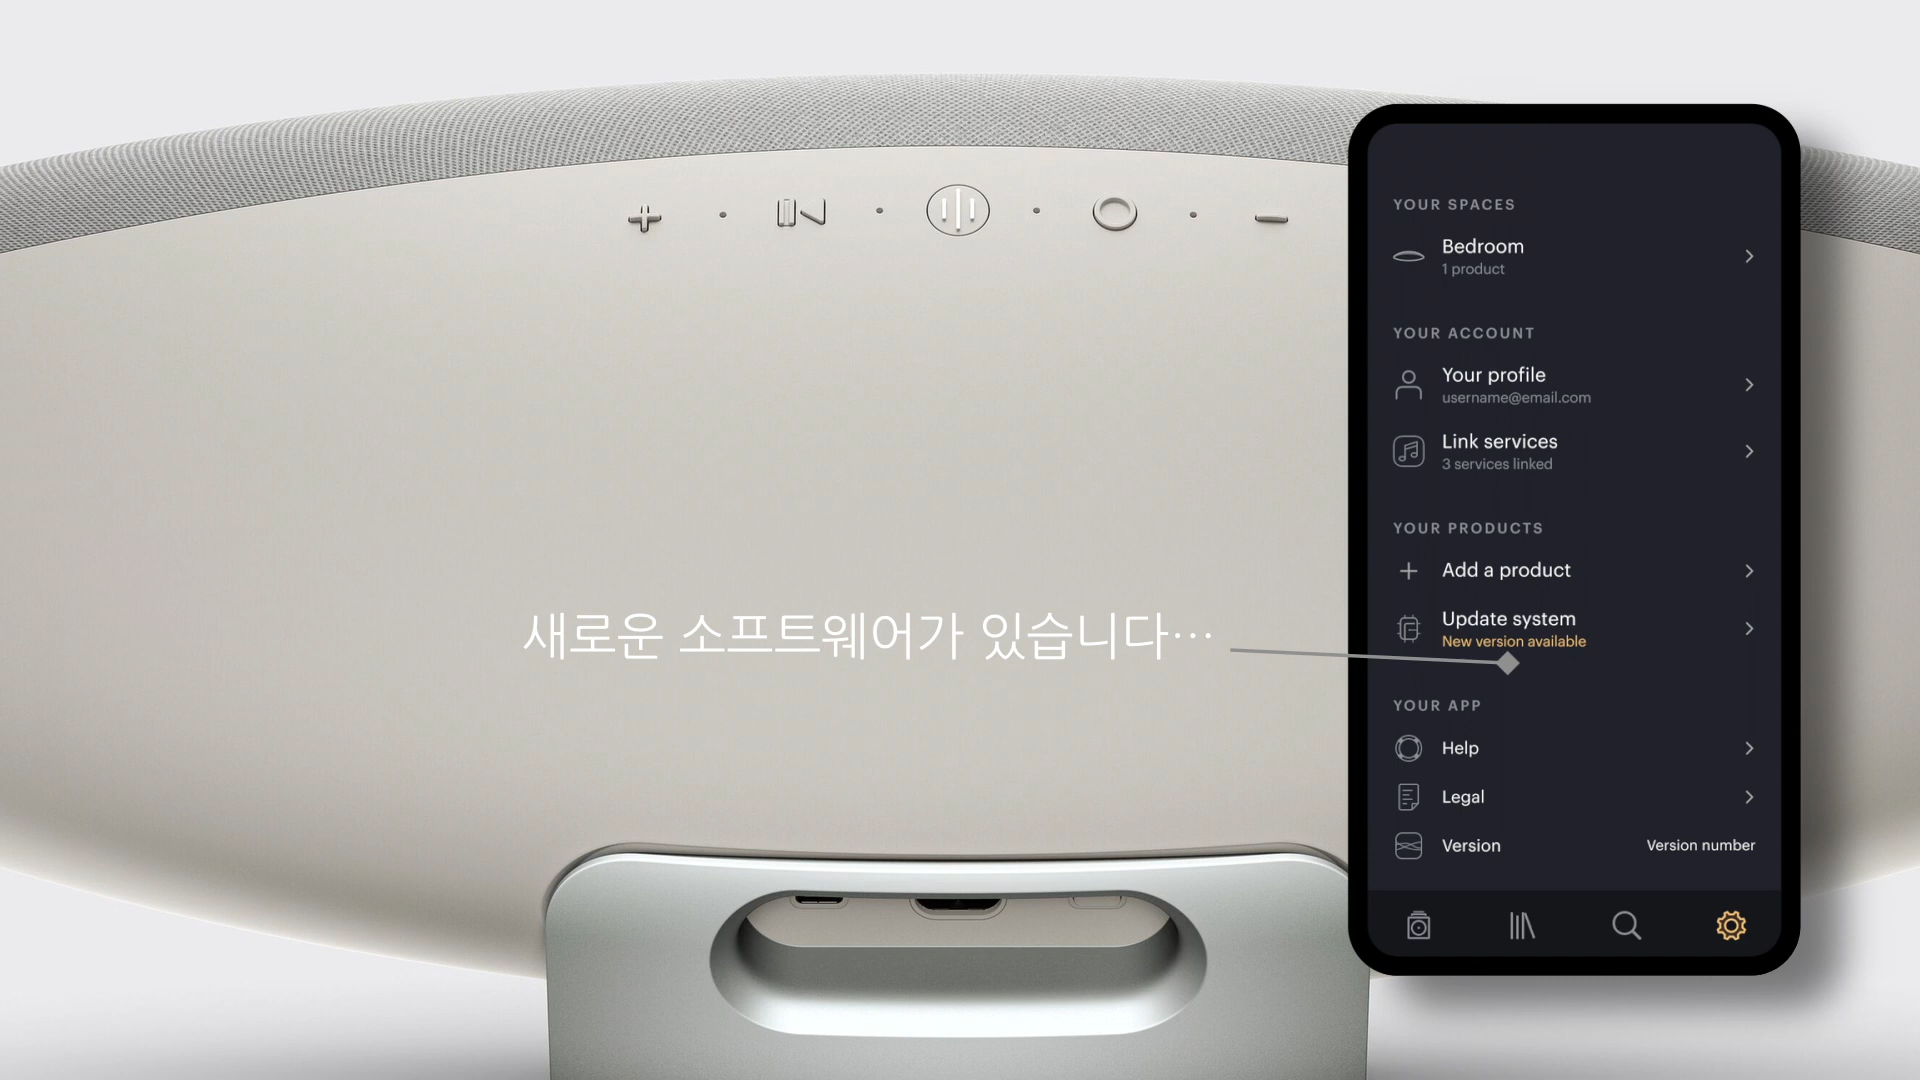 새로운 소프트웨어가 있습니다…
YOUR SPACES
Bedroom
1 product
YOUR ACCOUNT
Your profile
username@email.com
Link services
3 services linked
YOUR PRODUCTS
Add a product
Update system
New version available
YOUR APP
Help
Legal
Version
Version number